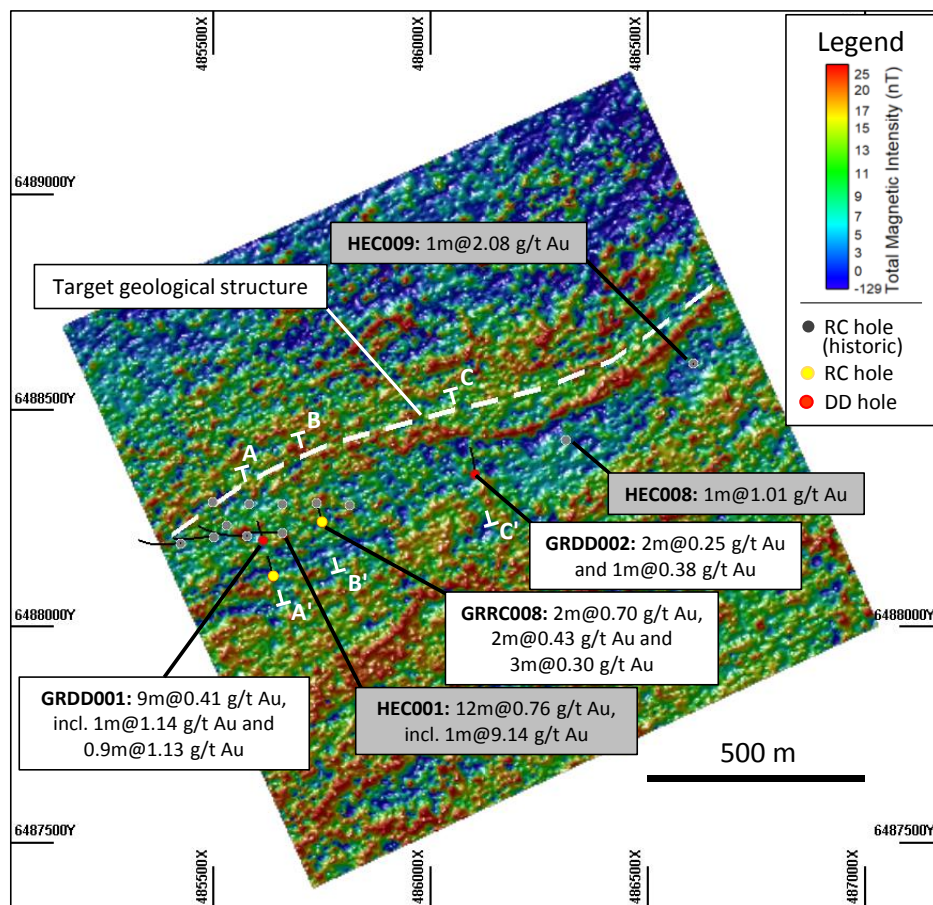 485500X
486000X
486500X
Legend
25
20
17
15
13
11
9
7
5
3
0
-129
Total Magnetic Intensity (nT)
RC hole
(historic)
RC hole
DD hole
6489000Y
HEC009: 1m@2.08 g/t Au
Target geological structure
6488500Y
C
B
A
HEC008: 1m@1.01 g/t Au
C'
GRDD002: 2m@0.25 g/t Au
and 1m@0.38 g/t Au
B'
A'
6488000Y
6488000Y
GRRC008: 2m@0.70 g/t Au,
2m@0.43 g/t Au and
3m@0.30 g/t Au
GRDD001: 9m@0.41 g/t Au,
incl. 1m@1.14 g/t Au and
0.9m@1.13 g/t Au
HEC001: 12m@0.76 g/t Au,
incl. 1m@9.14 g/t Au
500 m
6487500Y
6487500Y
485500X
486000X
486500X
487000X